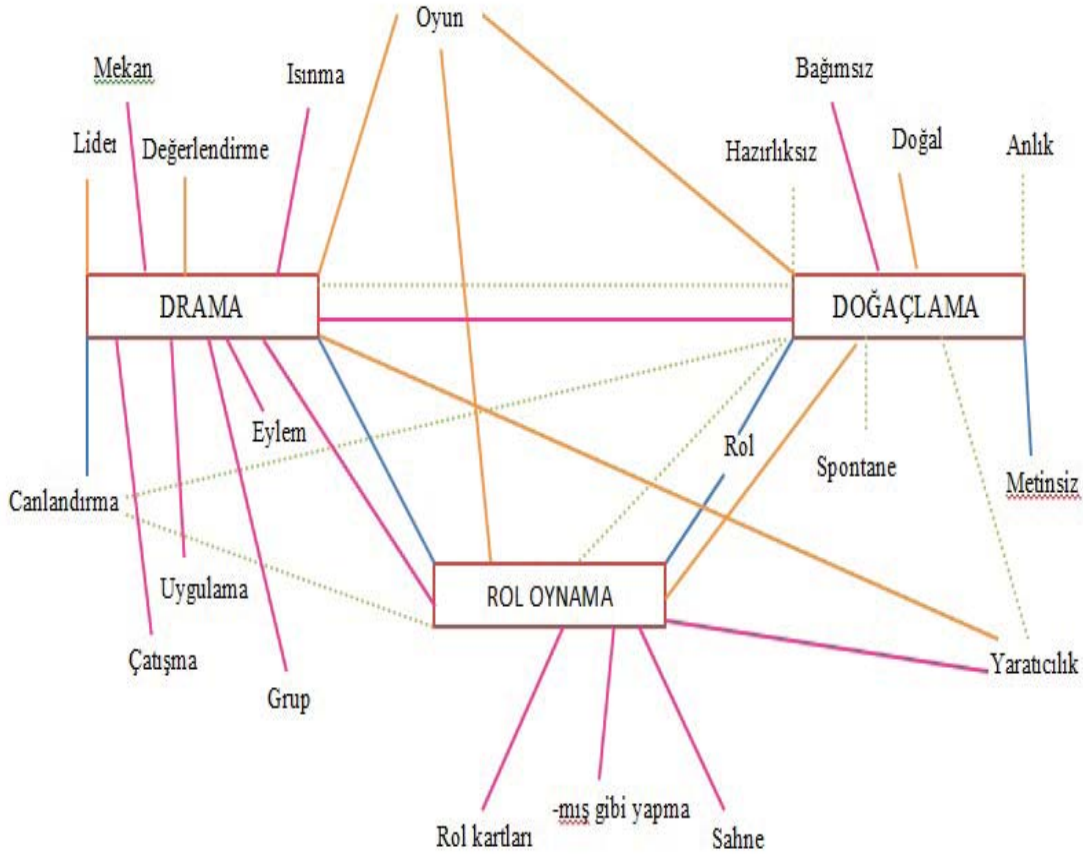 Oyun
Mekan
Isınma
Bağımsız
Lider
Değerlendirme
Hazırlıksız
Doğal
Anlık
DRAMA
DOĞAÇLAMA
Eylem
Rol
Spontane
Canlandırma
Metinsiz
Uygulama
ROL OYNAMA
Çatışma
Grup
Yaratıcılık
Rol kartları
-mış gibi yapma
Sahne